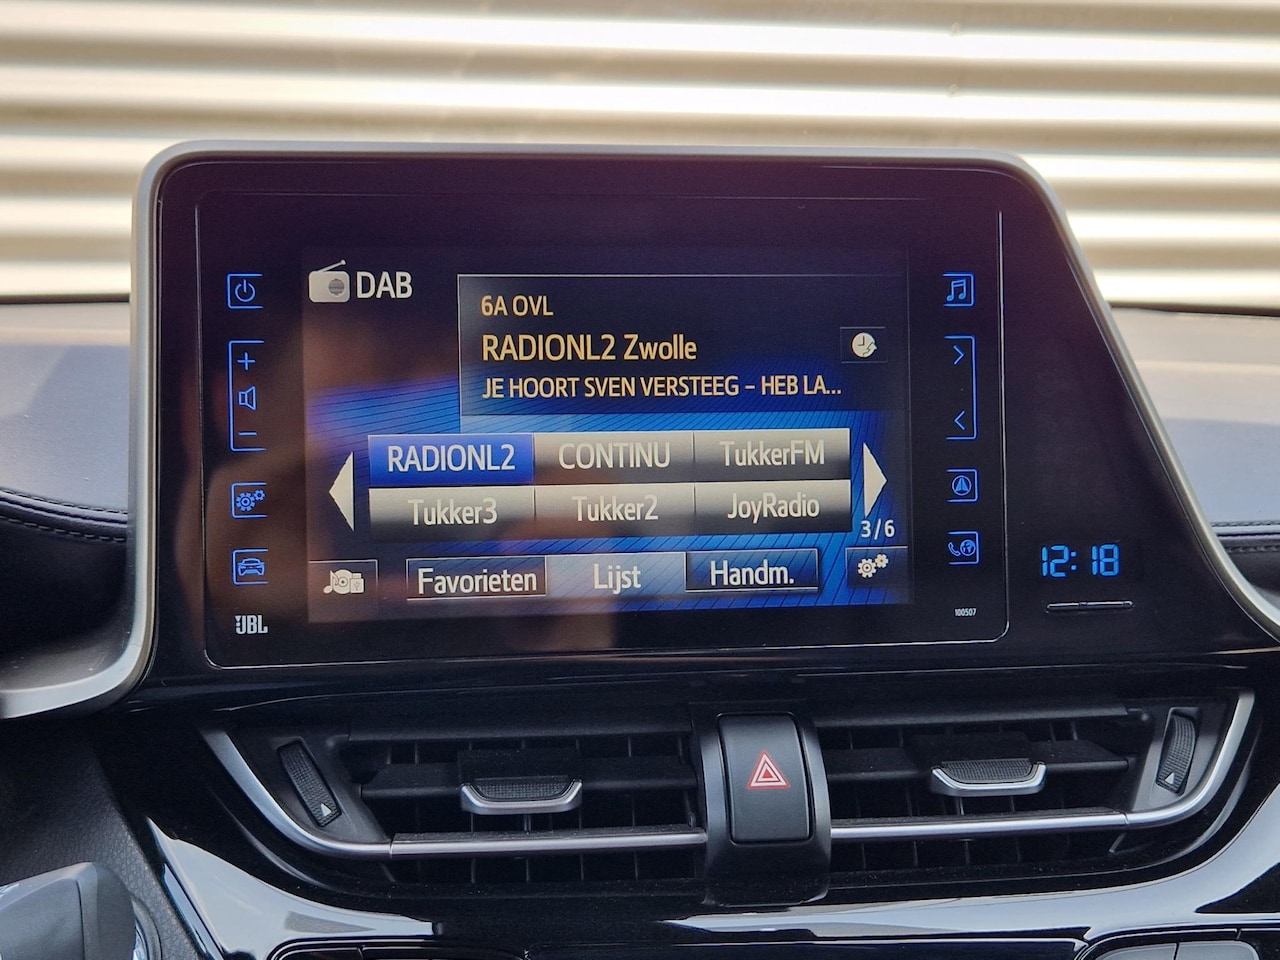 DAB
6A OVL
RADIONL2 Zwolle
JE HOORT SVEN VERSTEEG - HEB LA...
RADIONL2 CONTINU TukkerFM
Tukker3 Tukker2 JoyRadio
3/6
Favorieten Lijst Handm.
JBL
100507
12:18